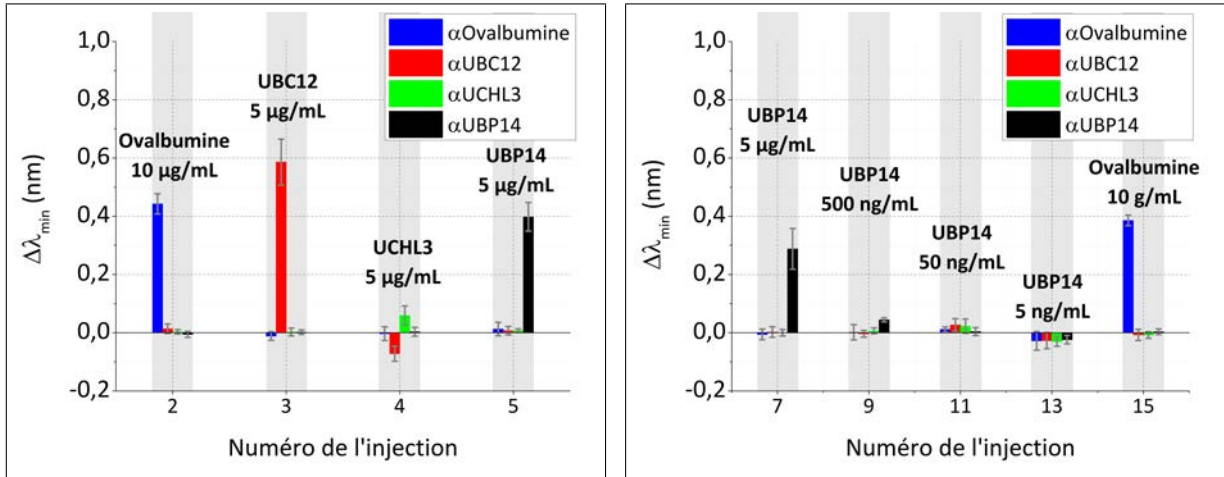 1,0
0,8
0,6
0,4
0,2
0,0
-0,2
Δλmin (nm)
αOvalbumine
αUBC12
αUCHL3
αUBP14
Ovalbumine
10 µg/mL
UBC12
5 µg/mL
UCHL3
5 µg/mL
UBP14
5 µg/mL
2 3 4 5
Numéro de l'injection
1,0
0,8
0,6
0,4
0,2
0,0
-0,2
Δλmin (nm)
αOvalbumine
αUBC12
αUCHL3
αUBP14
UBP14
5 µg/mL
UBP14
500 ng/mL
UBP14
50 ng/mL
UBP14
5 ng/mL
Ovalbumine
10 g/mL
7 9 11 13 15
Numéro de l'injection